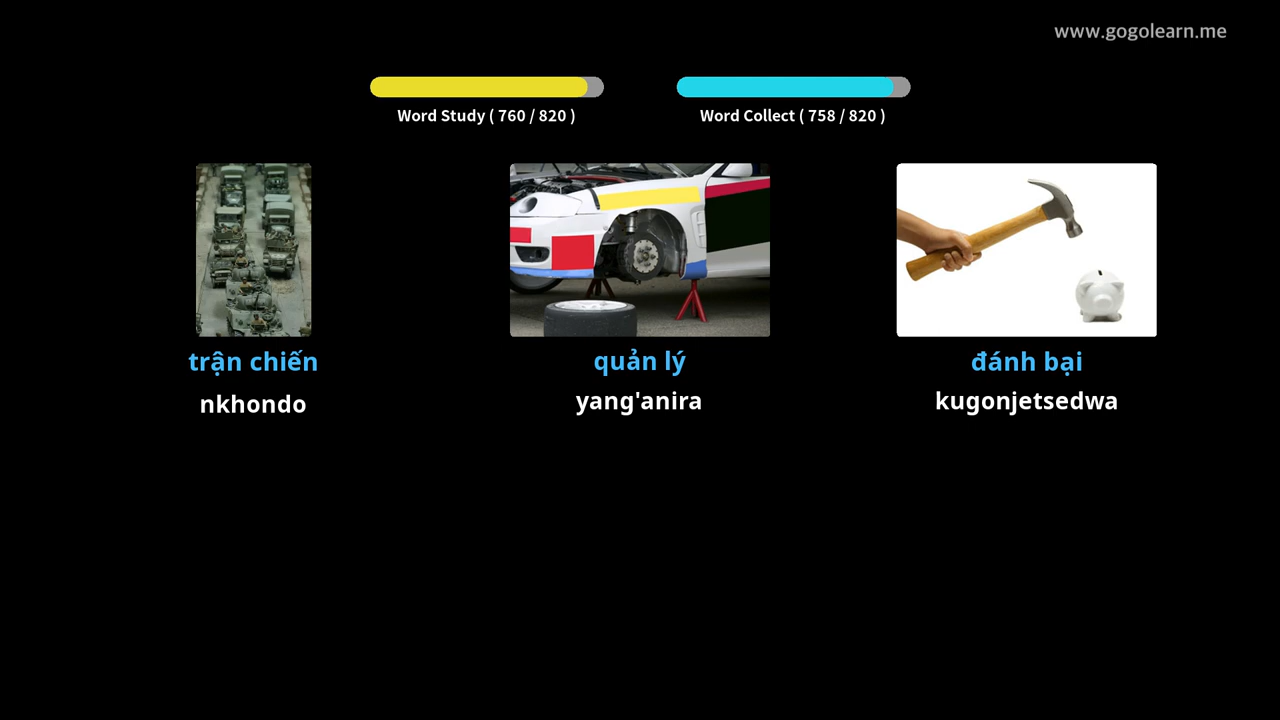 www.gogolearn.me
Word Study ( 760 / 820 )
Word Collect ( 758 / 820 )
trận chiến
nkhondo
quản lý
yang'anira
đánh bại
kugonjetsedwa